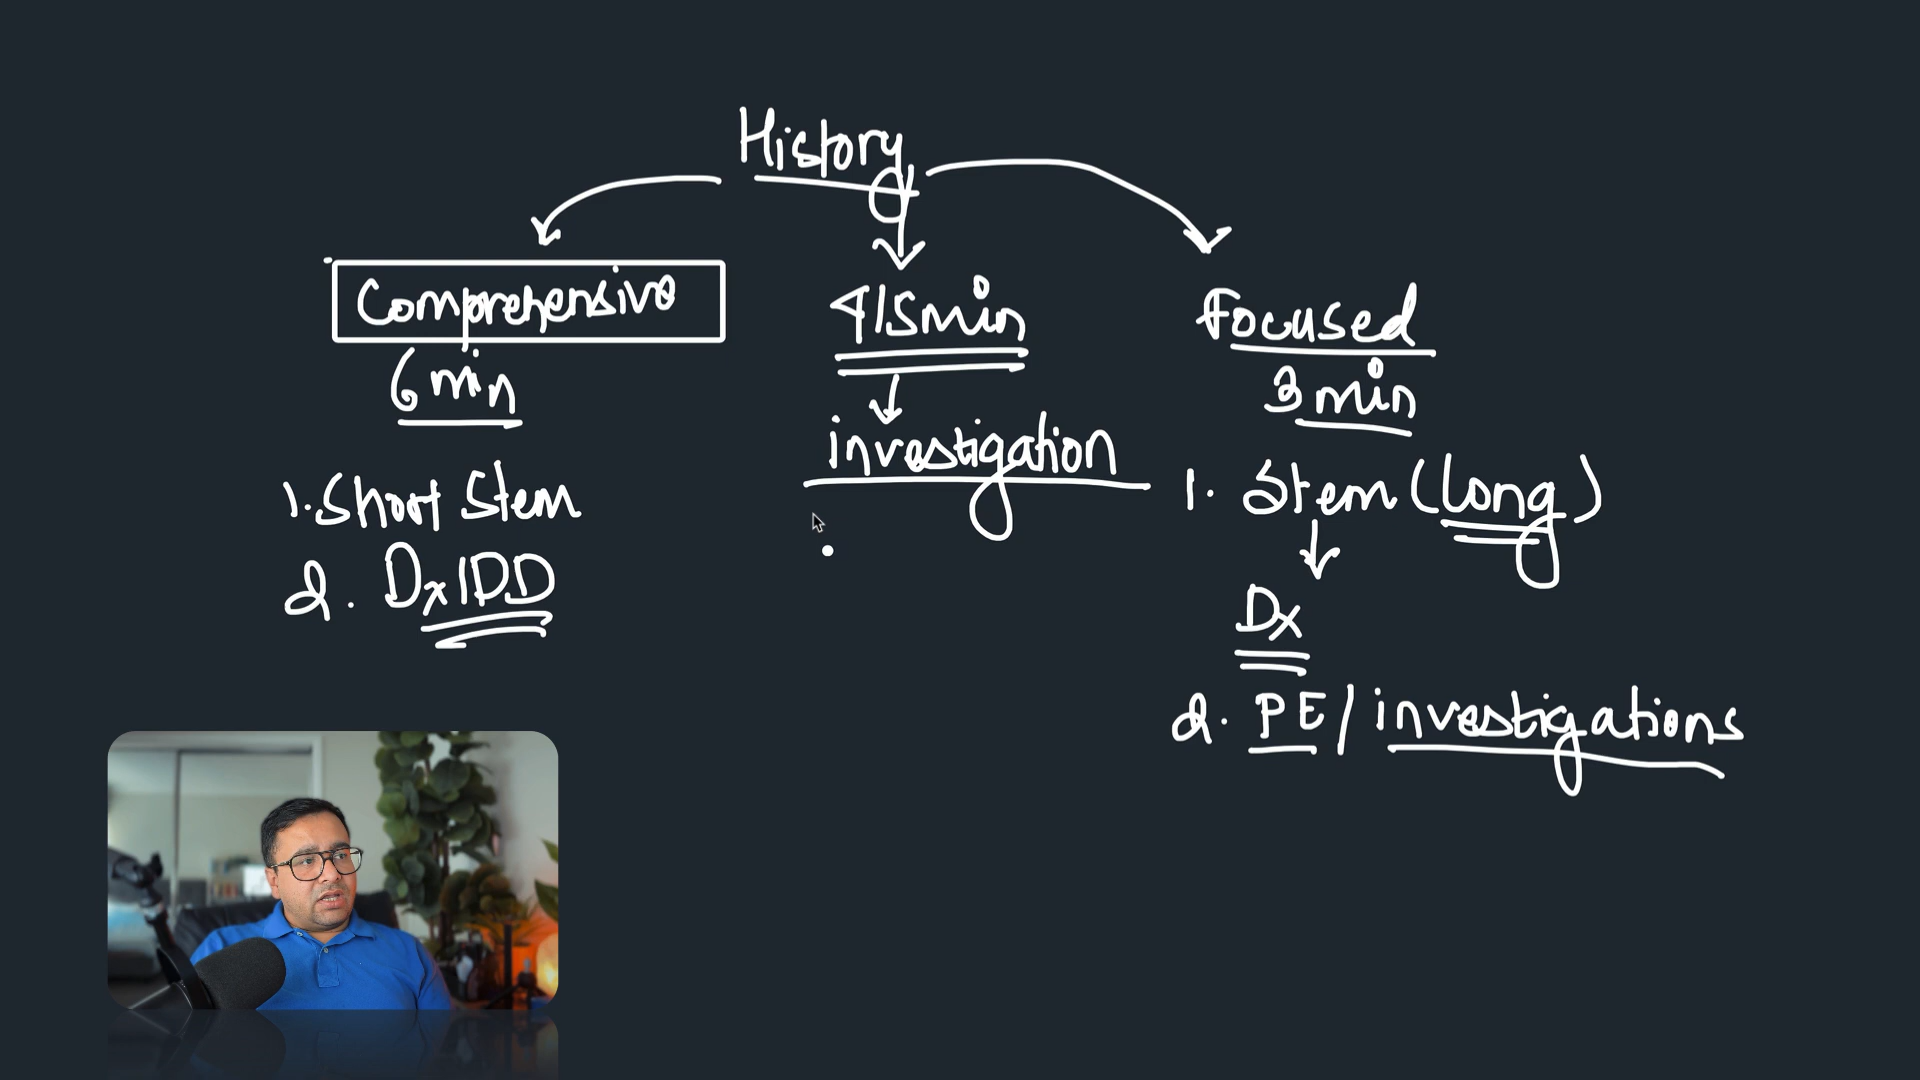 History
Comprehensive
6 min
1. Short Stem
2. Dx/DD
4/5 min
investigation
Focused
3 min
1. Stem (long)
Dx
2. PE / investigations